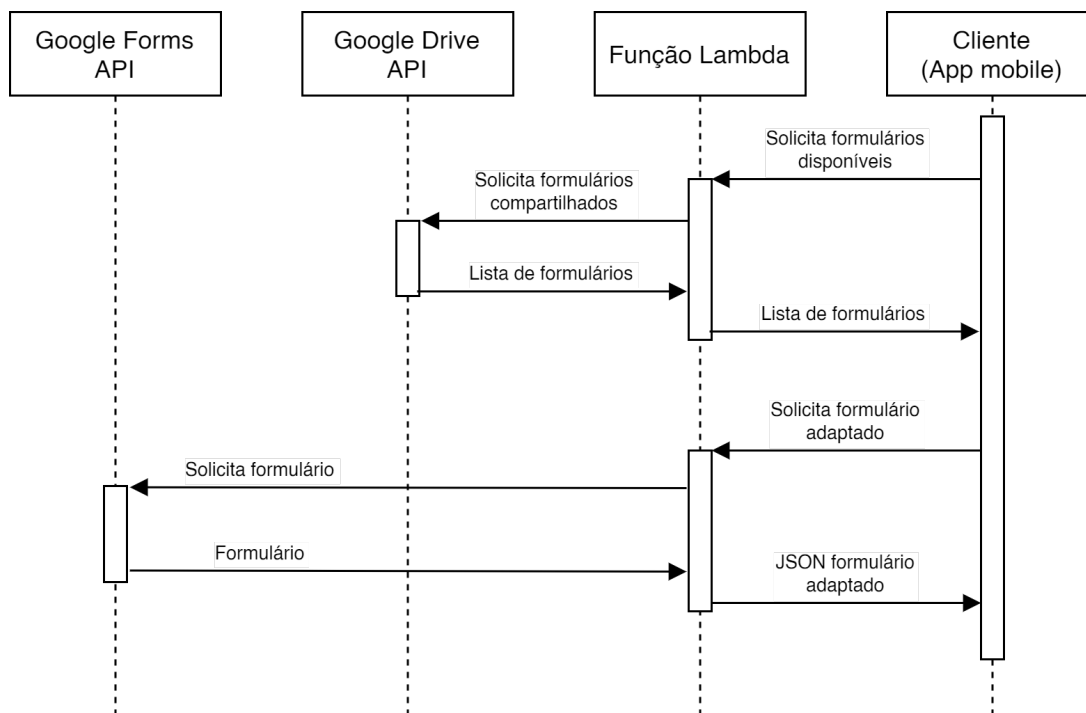 Google Forms
API
Google Drive
API
Função Lambda
Cliente
(App mobile)
Solicita formulários
disponíveis
Solicita formulários
compartilhados
Lista de formulários
Lista de formulários
Solicita formulário
adaptado
Solicita formulário
Formulário
JSON formulário
adaptado